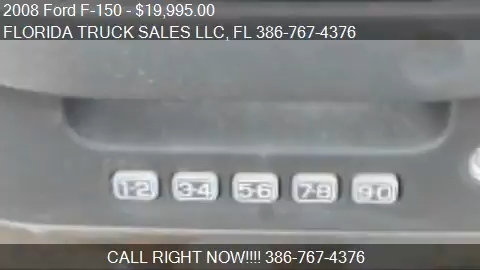 2008 Ford F-150 - $19,995.00
FLORIDA TRUCK SALES LLC, FL 386-767-4376
1·2 3·4 5·6 7·8 9·0
CALL RIGHT NOW!!!! 386-767-4376